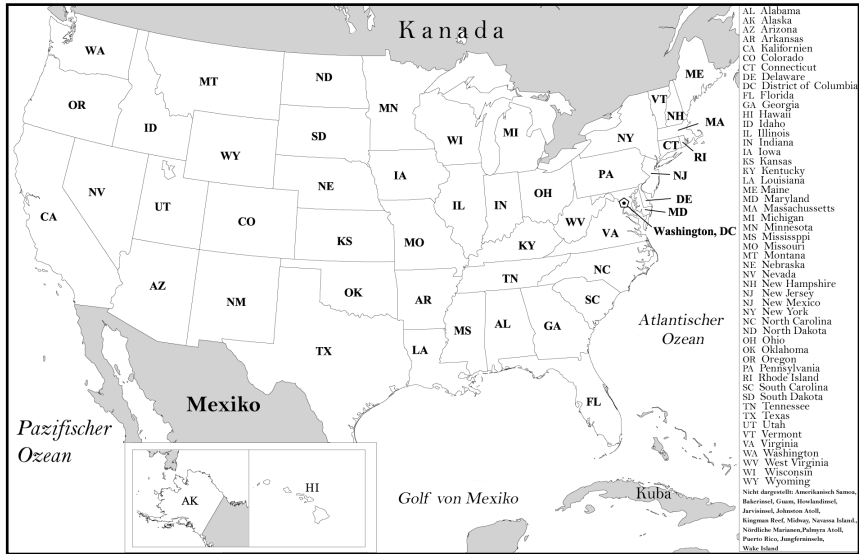 Kanada
WA
MT
ND
MN
ME
VT
NH
OR
ID
SD
WI
MI
NY
MA
WY
CT
RI
NE
IA
PA
NJ
NV
UT
CO
IL
IN
OH
DE
MD
CA
KS
MO
WV
VA
Washington, DC
KY
AZ
NM
OK
AR
TN
NC
SC
MS
AL
GA
Atlantischer
Ozean
TX
LA
FL
Mexiko
Pazifischer
Ozean
AK
HI
Golf von Mexiko
Kuba
AL Alabama
AK Alaska
AZ Arizona
AR Arkansas
CA Kalifornien
CO Colorado
CT Connecticut
DE Delaware
DC District of Columbia
FL Florida
GA Georgia
HI Hawaii
ID Idaho
IL Illinois
IN Indiana
IA Iowa
KS Kansas
KY Kentucky
LA Louisiana
ME Maine
MD Maryland
MA Massachussetts
MI Michigan
MN Minnesota
MS Mississppi
MO Missouri
MT Montana
NE Nebraska
NV Nevada
NH New Hampshire
NJ New Jersey
NJ New Mexico
NY New York
NC North Carolina
ND North Dakota
OH Ohio
OK Oklahoma
OR Oregon
PA Pennsylvania
RI Rhode Island
SC South Carolina
SD South Dakota
TN Tennessee
TX Texas
UT Utah
VT Vermont
VA Virginia
WA Washington
WV West Virginia
WI Wisconsin
WY Wyoming
Nicht dargestellt: Amerikanisch Samoa,
Bakerinsel, Guam, Howlandinsel,
Jarvisinsel, Johnston Atoll,
Kingman Reef, Midway, Navassa Island,,
Nördliche Marianen,Palmyra Atoll,
Puerto Rico, Jungferninseln,
Wake Island